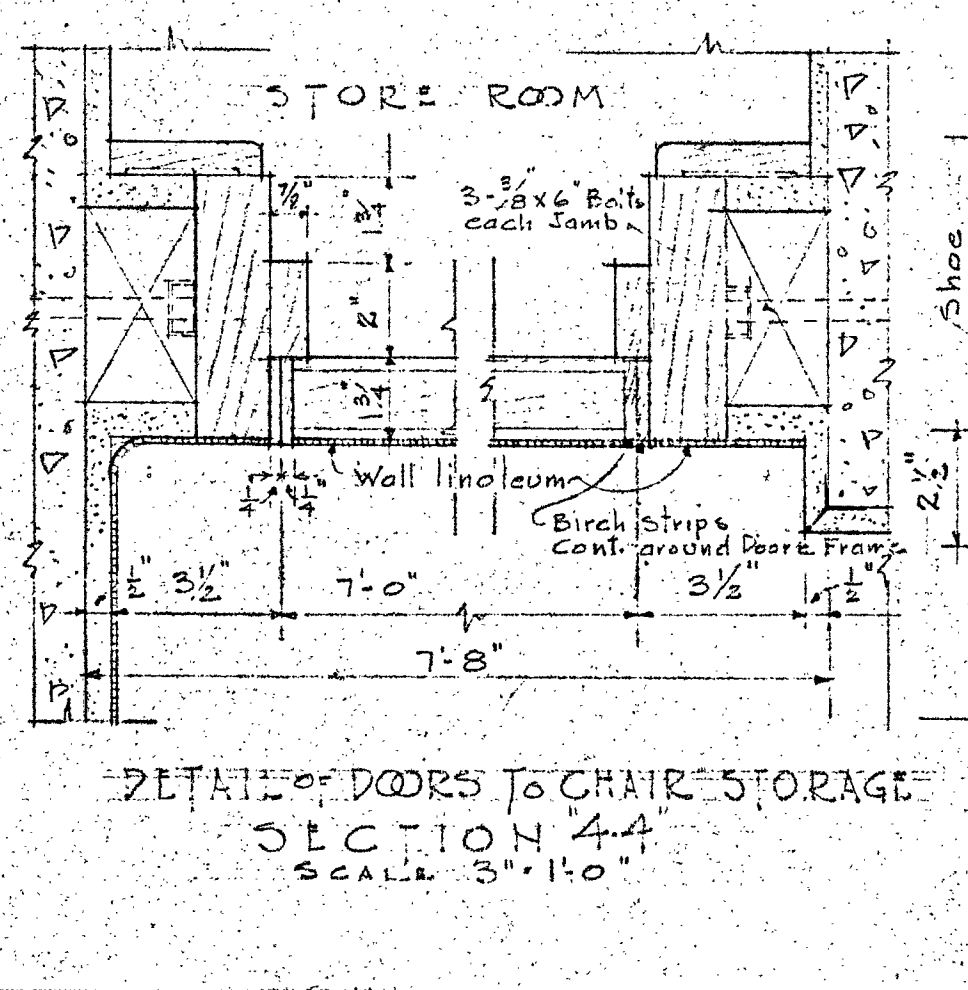 STORE ROOM
7/8"
1 3/4"
3-3/8"x6" Bolts
each Jamb
Shoe
2"
1 3/4"
Wall linoleum
1/4" 1/4"
2 1/2"
Birch Strips
Cont. around Doore Frame
1/2" 3 1/2" 7'-0" 3 1/2" 1/2"
7'-8"
DETAIL OF DOORS TO CHAIR STORAGE
SECTION "4-4"
SCALE 3"=1'-0"